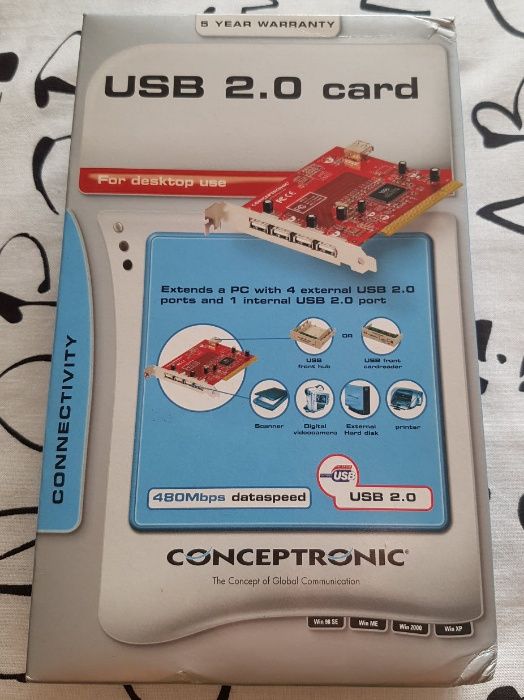 5 YEAR WARRANTY
USB 2.0 card
For desktop use
CONCEPTRONIC
Extends a PC with 4 external USB 2.0
ports and 1 internal USB 2.0 port
USB
front hub
OR
USB front
cardreader
Scanner
Digital
videocamera
External
Hard disk
printer
CONNECTIVITY
480Mbps dataspeed
USB
USB 2.0
CONCEPTRONIC
The Concept of Global Communication
Win 98 SE
Win ME
Win 2000
Win XP